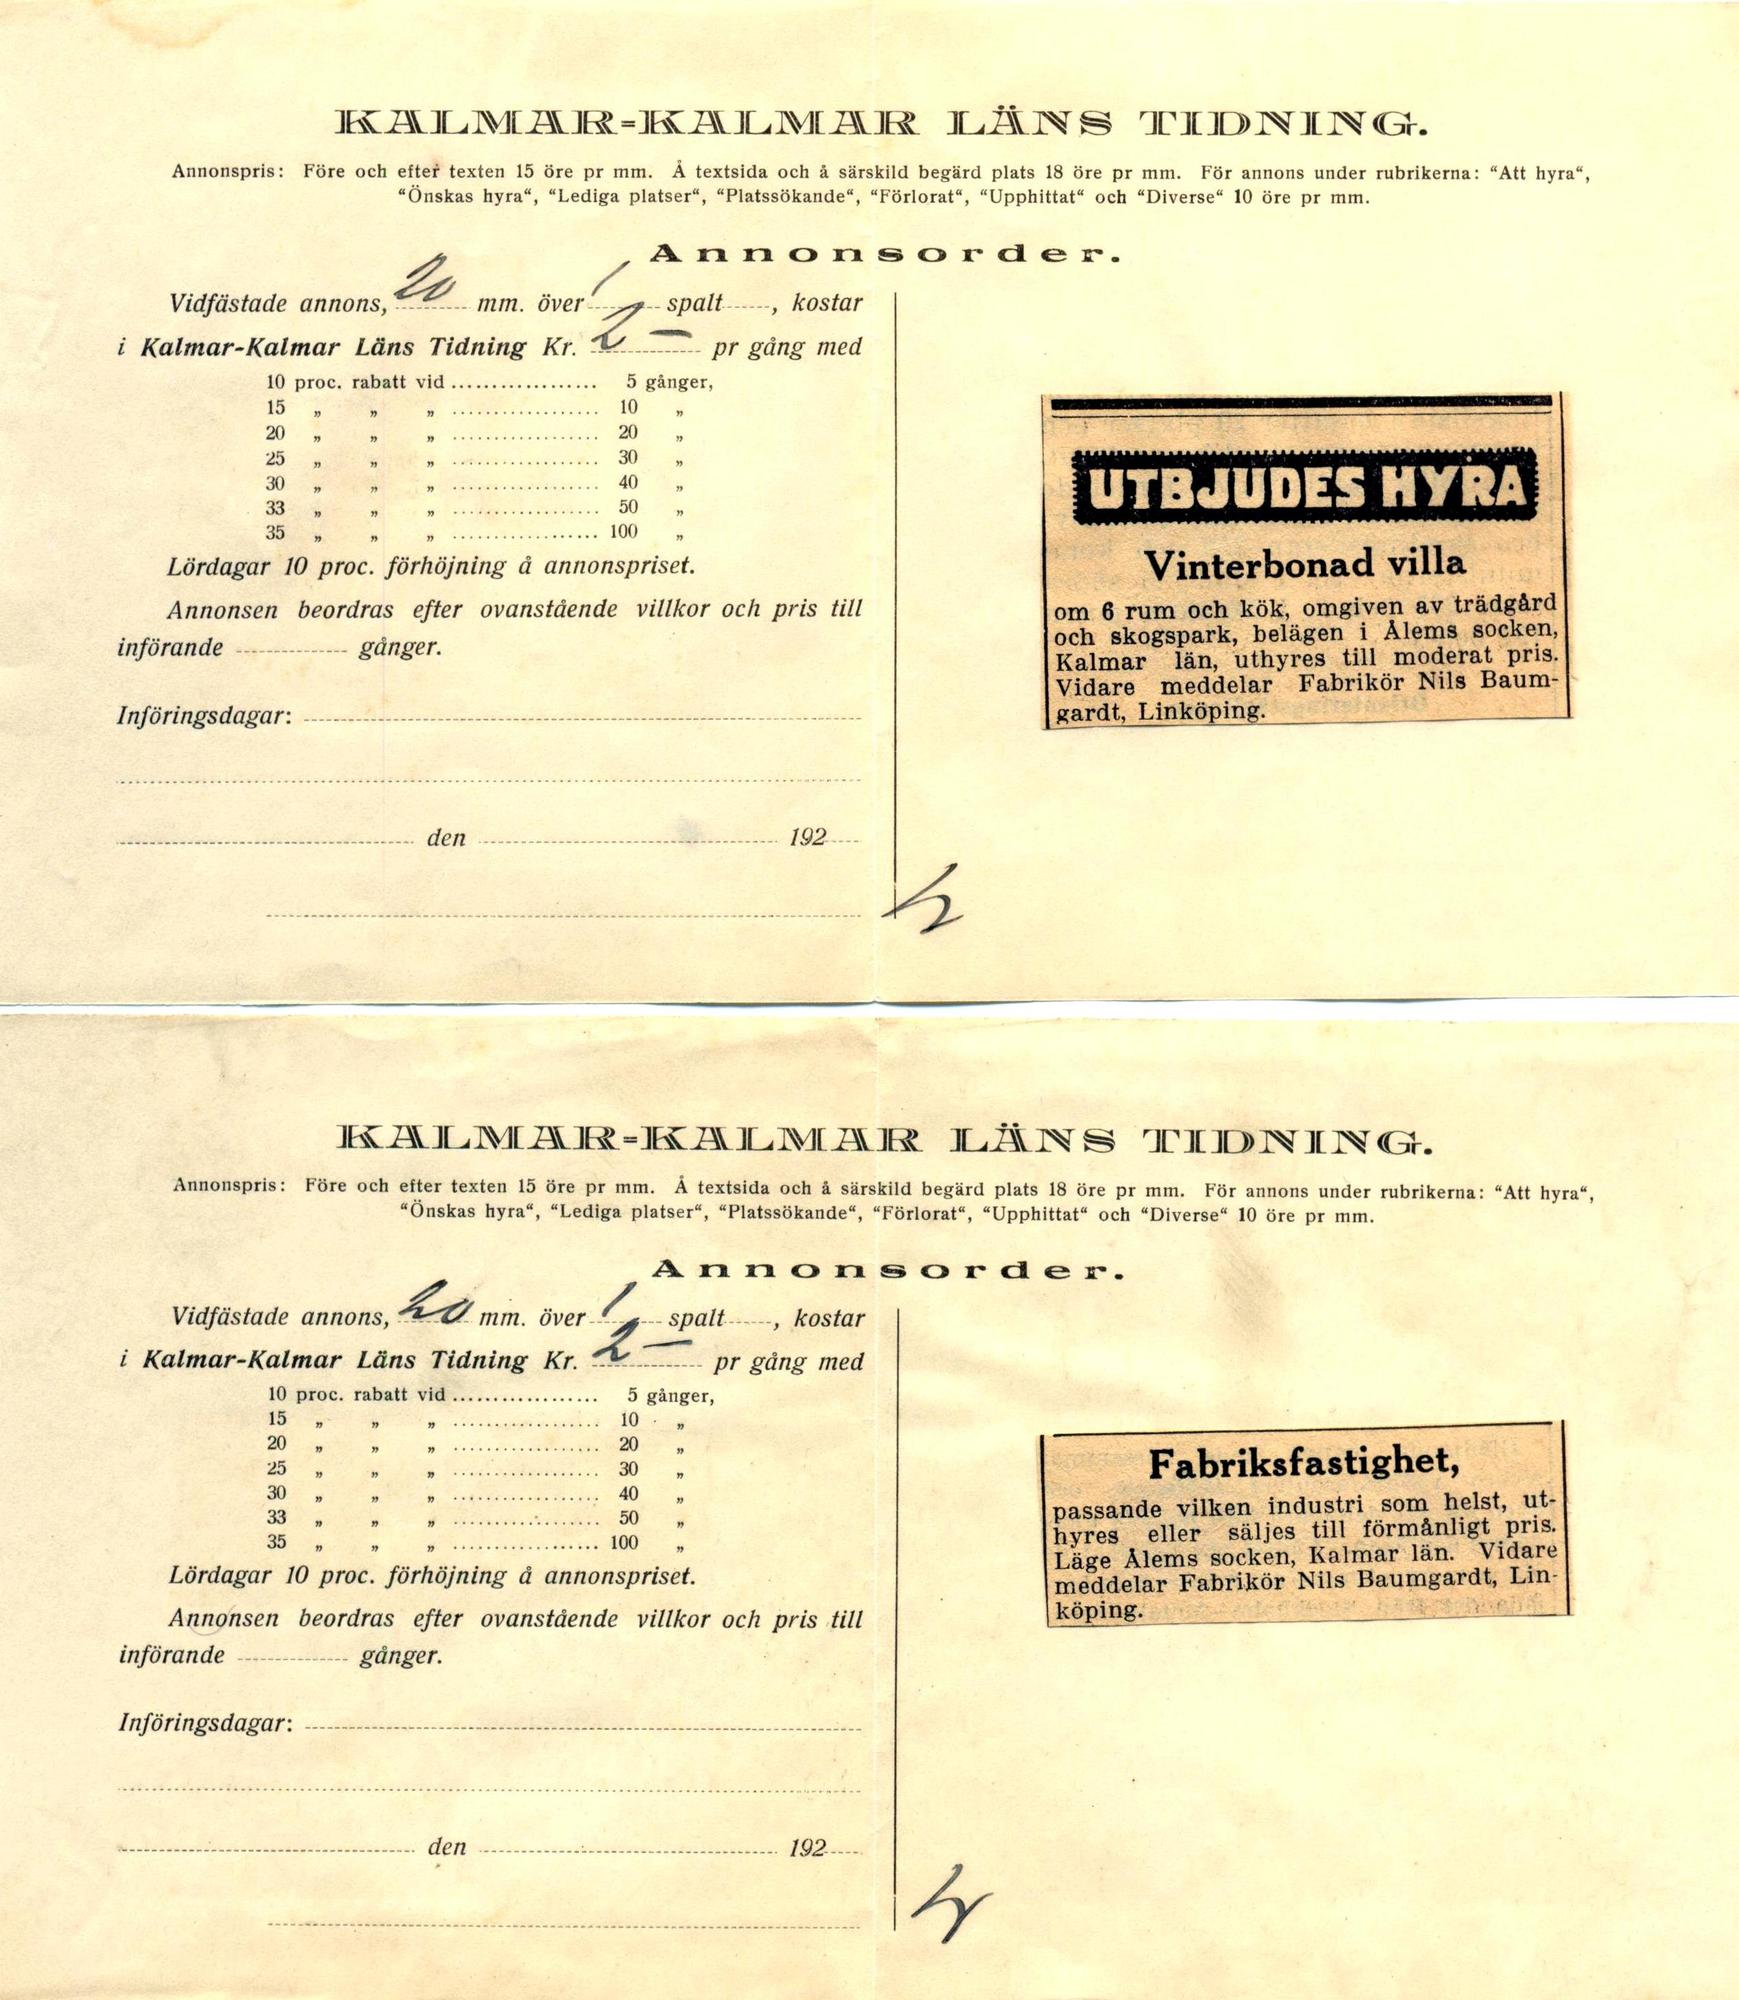 KALMAR-KALMAR LÄNS TIDNING.
Annonspris: Före och efter texten 15 öre pr mm. Å textsida och å särskild begärd plats 18 öre pr mm. För annons under rubrikerna: “Att hyra“,
“Önskas hyra“, “Lediga platser“, “Platssökande“, “Förlorat“, “Upphittat“ och “Diverse“ 10 öre pr mm.
Annonsorder.
Vidfästade annons, 20 mm. över 1 spalt, kostar
i Kalmar-Kalmar Läns Tidning Kr. 2 — pr gång med
10 proc. rabatt vid .................. 5 gånger,
15 „ „ „ .................. 10 „
20 „ „ „ .................. 20 „
25 „ „ „ .................. 30 „
30 „ „ „ .................. 40 „
33 „ „ „ .................. 50 „
35 „ „ „ .................. 100 „
Lördagar 10 proc. förhöjning å annonspriset.
Annonsen beordras efter ovanstående villkor och pris till
införande gånger.
Införingsdagar:
den 192
UTBJUDES HYRA
Vinterbonad villa
om 6 rum och kök, omgiven av trädgård
och skogspark, belägen i Ålems socken,
Kalmar län, uthyres till moderat pris.
Vidare meddelar Fabrikör Nils Baum-
gardt, Linköping.
KALMAR-KALMAR LÄNS TIDNING.
Annonspris: Före och efter texten 15 öre pr mm. Å textsida och å särskild begärd plats 18 öre pr mm. För annons under rubrikerna: “Att hyra“,
“Önskas hyra“, “Lediga platser“, “Platssökande“, “Förlorat“, “Upphittat“ och “Diverse“ 10 öre pr mm.
Annonsorder.
Vidfästade annons, 20 mm. över 1 spalt, kostar
i Kalmar-Kalmar Läns Tidning Kr. 2 — pr gång med
10 proc. rabatt vid .................. 5 gånger,
15 „ „ „ .................. 10 „
20 „ „ „ .................. 20 „
25 „ „ „ .................. 30 „
30 „ „ „ .................. 40 „
33 „ „ „ .................. 50 „
35 „ „ „ .................. 100 „
Lördagar 10 proc. förhöjning å annonspriset.
Annonsen beordras efter ovanstående villkor och pris till
införande gånger.
Införingsdagar:
den 192
Fabriksfastighet,
passande vilken industri som helst, ut-
hyres eller säljes till förmånligt pris.
Läge Ålems socken, Kalmar län. Vidare
meddelar Fabrikör Nils Baumgardt, Lin-
köping.